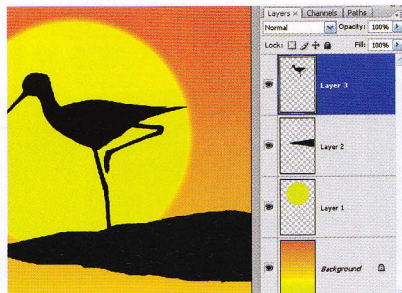 Layers × Channels Paths
Normal Opacity: 100%
Lock: Fill: 100%
Layer 3
Layer 2
Layer 1
Background